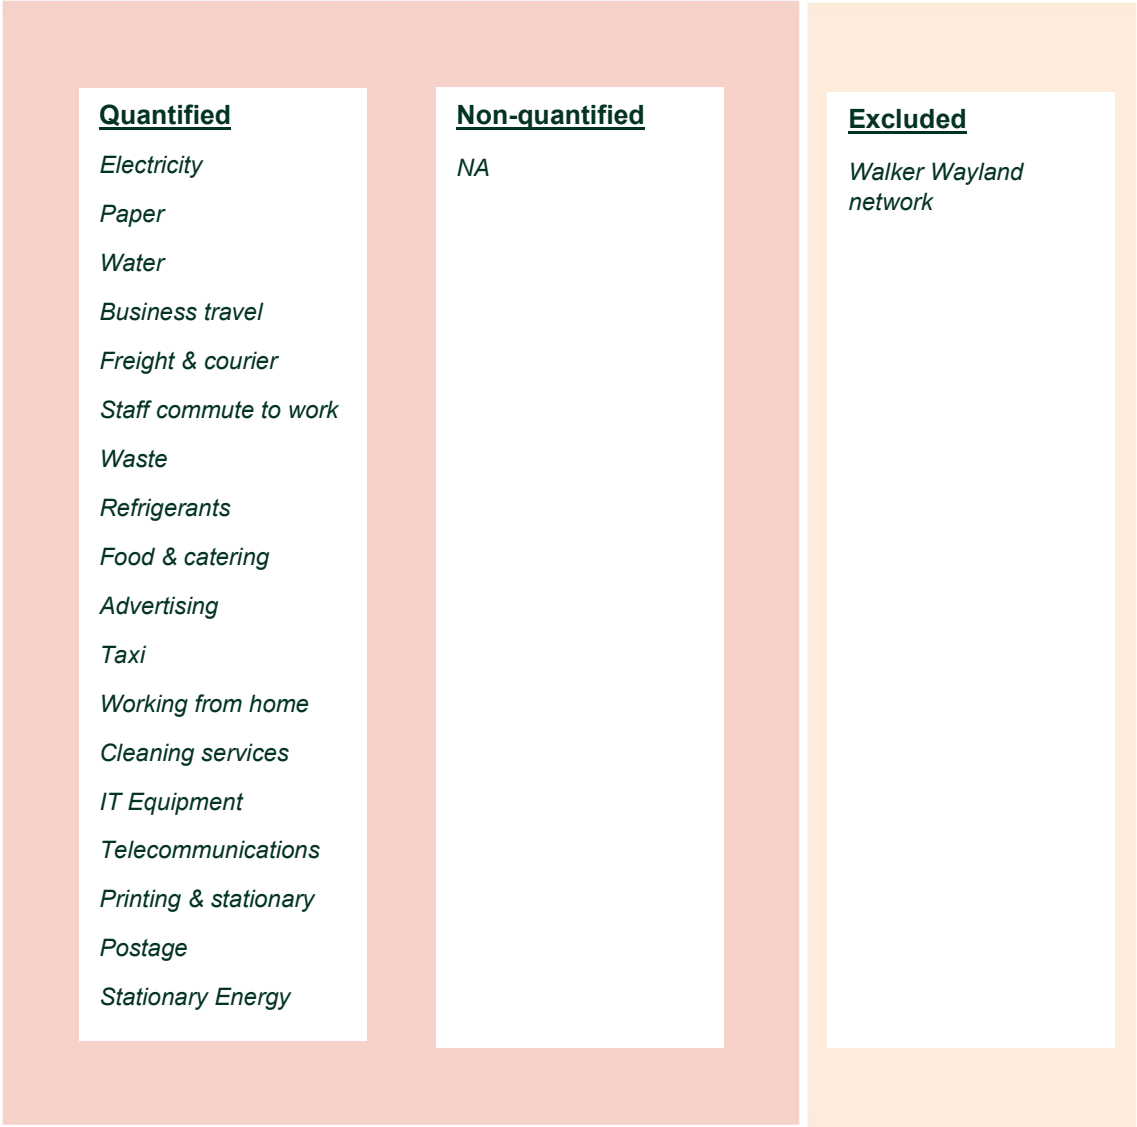 Quantified
Electricity
Paper
Water
Business travel
Freight & courier
Staff commute to work
Waste
Refrigerants
Food & catering
Advertising
Taxi
Working from home
Cleaning services
IT Equipment
Telecommunications
Printing & stationary
Postage
Stationary Energy
Non-quantified
NA
Excluded
Walker Wayland
network